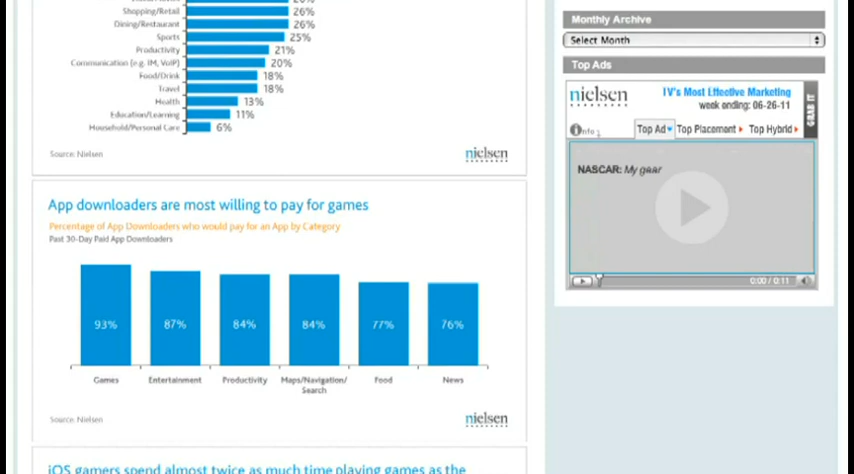 Shopping/Retail 26%
Dining/Restaurant 26%
Sports 25%
Productivity 21%
Communication (e.g. IM, VoIP) 20%
Food/Drink 18%
Travel 18%
Health 13%
Education/Learning 11%
Household/Personal Care 6%
Source: Nielsen
nielsen
App downloaders are most willing to pay for games
Percentage of App Downloaders who would pay for an App by Category
Past 30-Day Paid App Downloaders
93% 87% 84% 84% 77% 76%
Games Entertainment Productivity Maps/Navigation/ Food News
Search
Source: Nielsen
nielsen
iOS gamers spend almost twice as much time playing games as the
Monthly Archive
Select Month
Top Ads
nielsen
TV's Most Effective Marketing
week ending: 06-26-11
GRAB IT
info
Top Ad Top Placement Top Hybrid
NASCAR: My gear
0:00 / 0:11